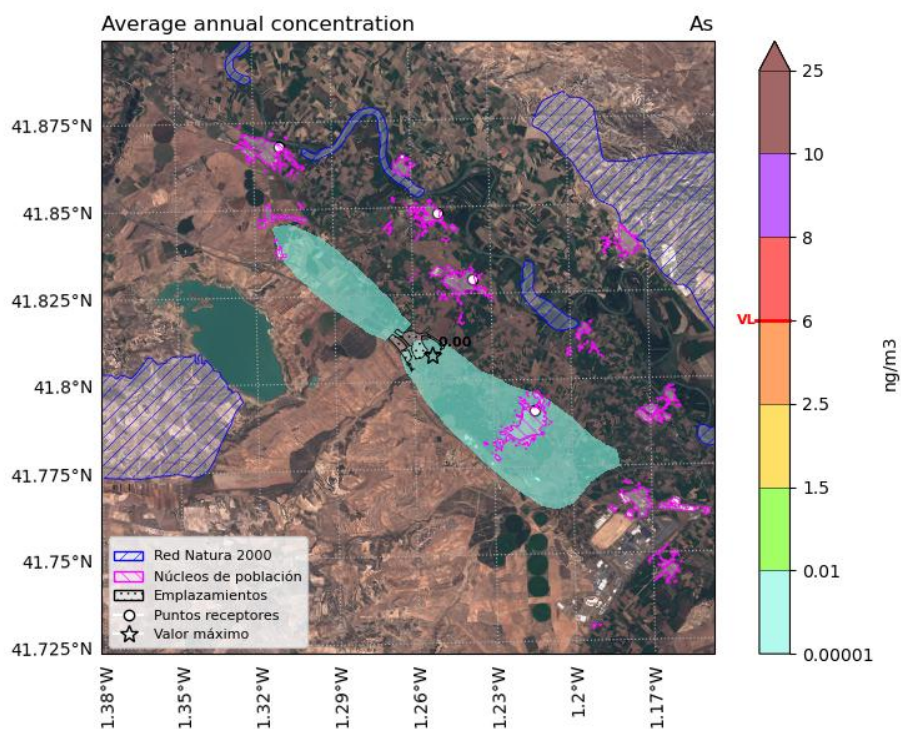 Average annual concentration As
41.875°N
41.85°N
41.825°N
41.8°N
41.775°N
41.75°N
41.725°N
0.00
Red Natura 2000
Núcleos de población
Emplazamientos
Puntos receptores
Valor máximo
1.38°W
1.35°W
1.32°W
1.29°W
1.26°W
1.23°W
1.2°W
1.17°W
25
10
8
VL 6
2.5
1.5
0.01
0.00001
ng/m3